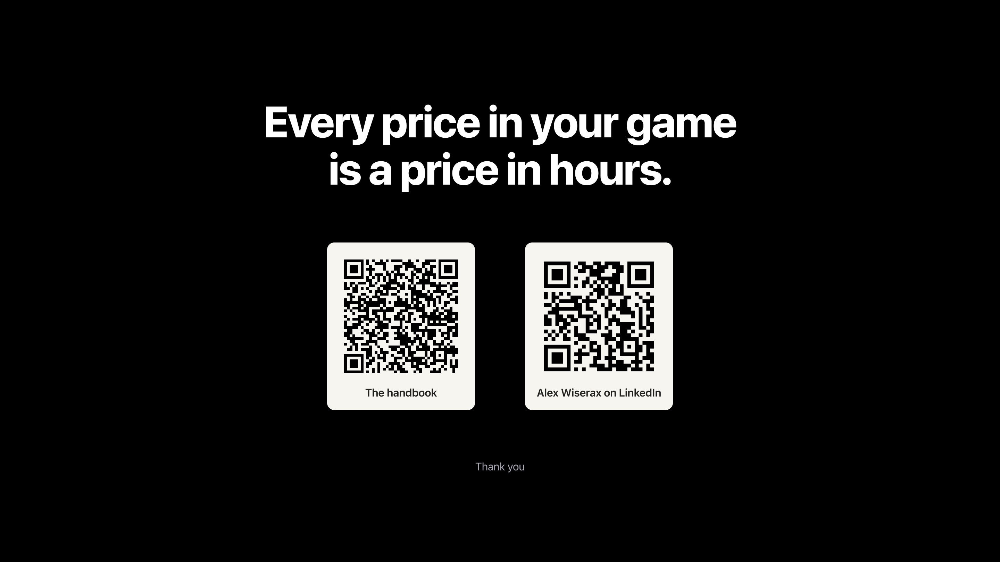 Every price in your game
is a price in hours.
The handbook
Alex Wiserax on LinkedIn
Thank you